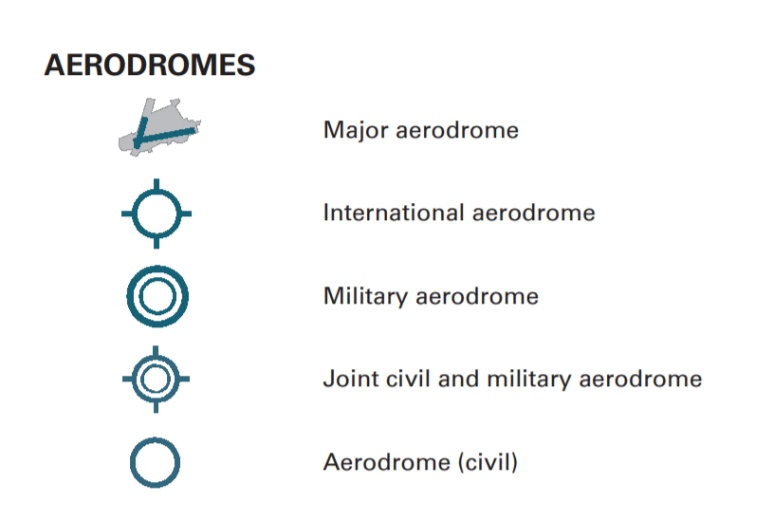 AERODROMES
Major aerodrome
International aerodrome
Military aerodrome
Joint civil and military aerodrome
Aerodrome (civil)